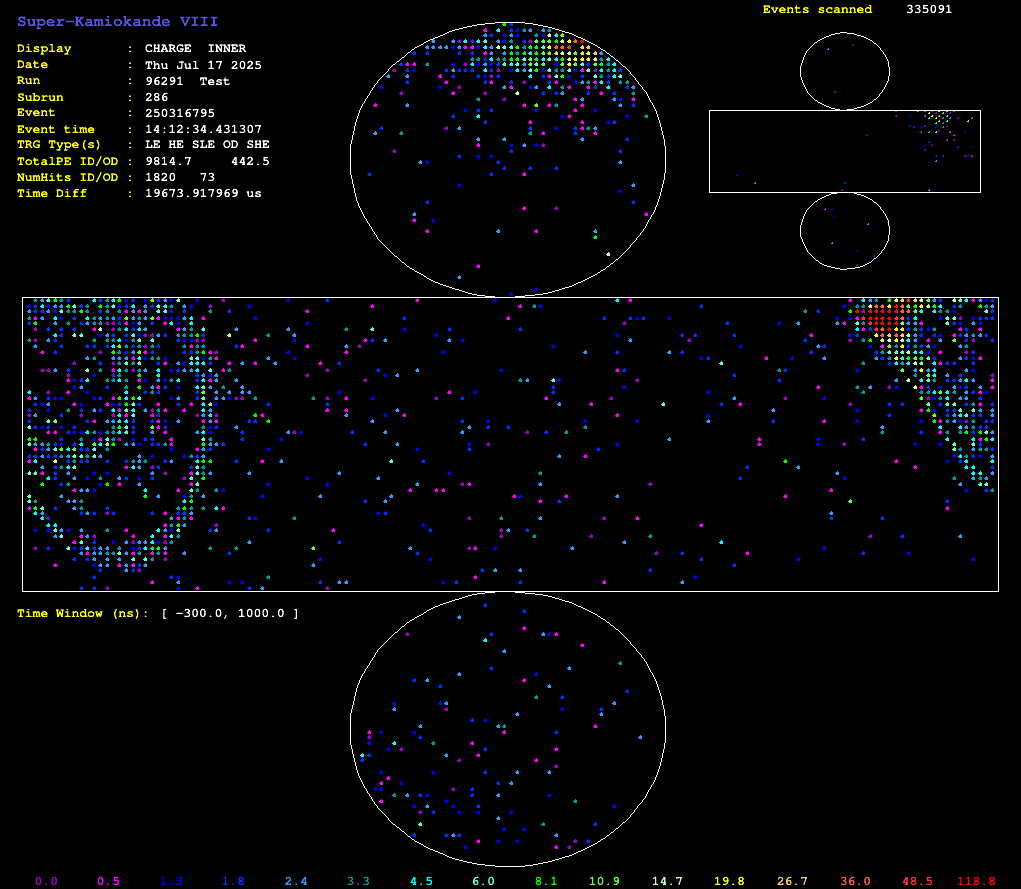 Super-Kamiokande VIII
Events scanned 335091
Display : CHARGE INNER
Date : Thu Jul 17 2025
Run : 96291 Test
Subrun : 286
Event : 250316795
Event time : 14:12:34.431307
TRG Type(s) : LE HE SLE OD SHE
TotalPE ID/OD : 9814.7 442.5
NumHits ID/OD : 1820 73
Time Diff : 19673.917969 us
Time Window (ns): [ -300.0, 1000.0 ]
0.0 0.5 1.3 1.8 2.4 3.3 4.5 6.0 8.1 10.9 14.7 19.8 26.7 36.0 48.5 118.8